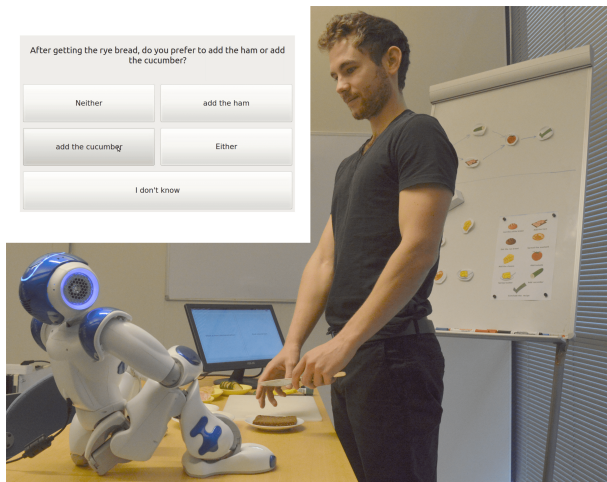 After getting the rye bread, do you prefer to add the ham or add
the cucumber?
Neither
add the ham
add the cucumber
Either
I don't know